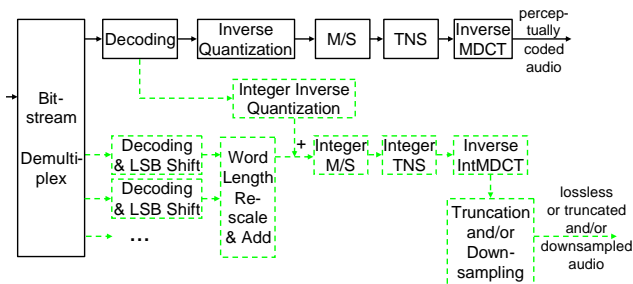 Bit-
stream
Demulti-
plex
Decoding
Inverse
Quantization
M/S
TNS
Inverse
MDCT
percep-
tually
coded
audio
Integer Inverse
Quantization
+
Decoding
& LSB Shift
Decoding
& LSB Shift
...
Word
Length
Re-
scale
& Add
Integer
M/S
Integer
TNS
Inverse
IntMDCT
Truncation
and/or
Down-
sampling
lossless
or truncated
and/or
downsampled
audio